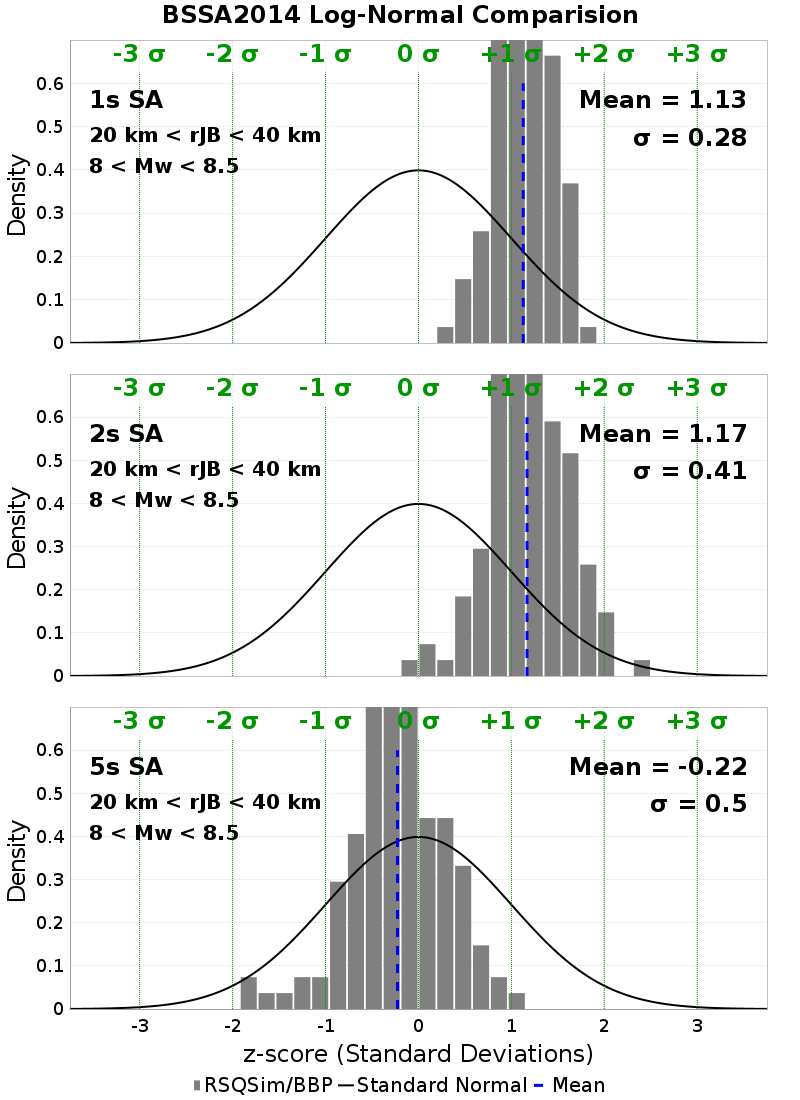 BSSA2014 Log-Normal Comparision
-3 σ -2 σ -1 σ 0 σ +1 σ +2 σ +3 σ
0.6
1s SA Mean = 1.13
0.5
20 km < rJB < 40 km σ = 0.28
8 < Mw < 8.5
0.4
0.3
0.2
0.1
0
Density
-3 σ -2 σ -1 σ 0 σ +1 σ +2 σ +3 σ
0.6
2s SA Mean = 1.17
0.5
20 km < rJB < 40 km σ = 0.41
8 < Mw < 8.5
0.4
0.3
0.2
0.1
0
Density
-3 σ -2 σ -1 σ 0 σ +1 σ +2 σ +3 σ
0.6
5s SA Mean = -0.22
0.5
20 km < rJB < 40 km σ = 0.5
8 < Mw < 8.5
0.4
0.3
0.2
0.1
0
Density
-3 -2 -1 0 1 2 3
z-score (Standard Deviations)
RSQSim/BBP Standard Normal Mean